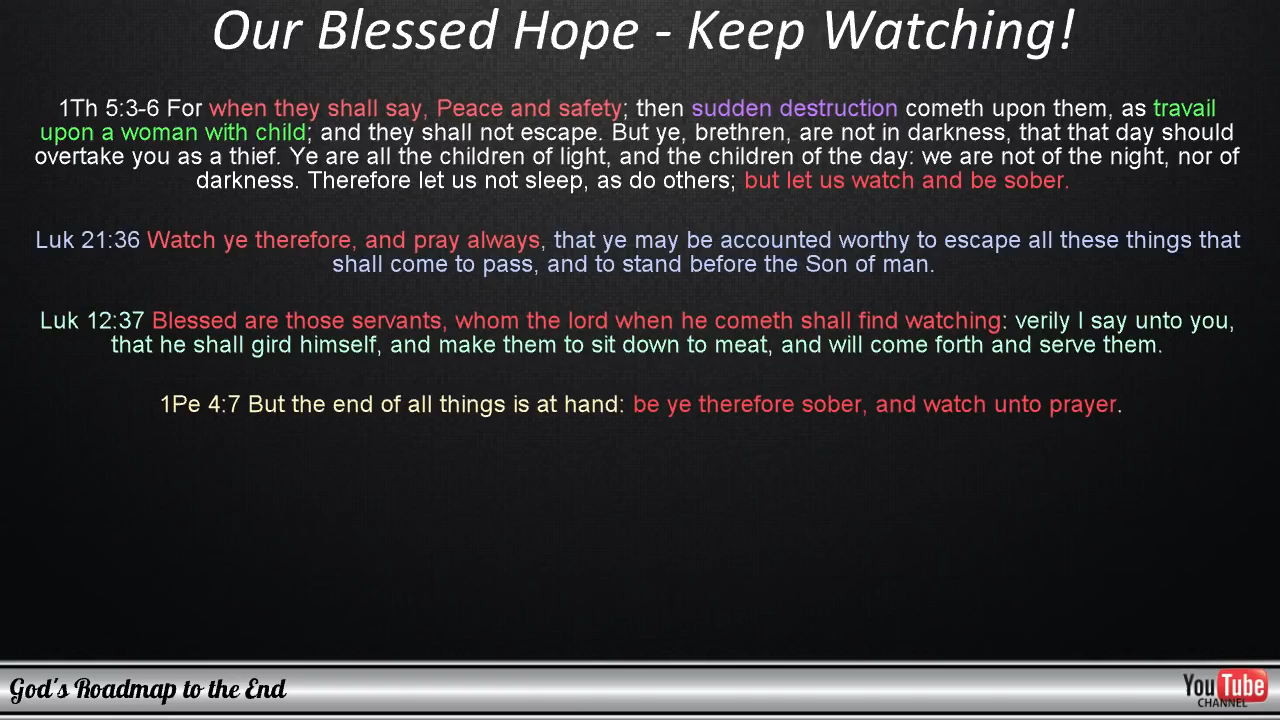 Our Blessed Hope - Keep Watching!
1Th 5:3-6 For when they shall say, Peace and safety; then sudden destruction cometh upon them, as travail
upon a woman with child; and they shall not escape. But ye, brethren, are not in darkness, that that day should
overtake you as a thief. Ye are all the children of light, and the children of the day: we are not of the night, nor of
darkness. Therefore let us not sleep, as do others; but let us watch and be sober.
Luk 21:36 Watch ye therefore, and pray always, that ye may be accounted worthy to escape all these things that
shall come to pass, and to stand before the Son of man.
Luk 12:37 Blessed are those servants, whom the lord when he cometh shall find watching: verily I say unto you,
that he shall gird himself, and make them to sit down to meat, and will come forth and serve them.
1Pe 4:7 But the end of all things is at hand: be ye therefore sober, and watch unto prayer.
God's Roadmap to the End
YouTube
CHANNEL